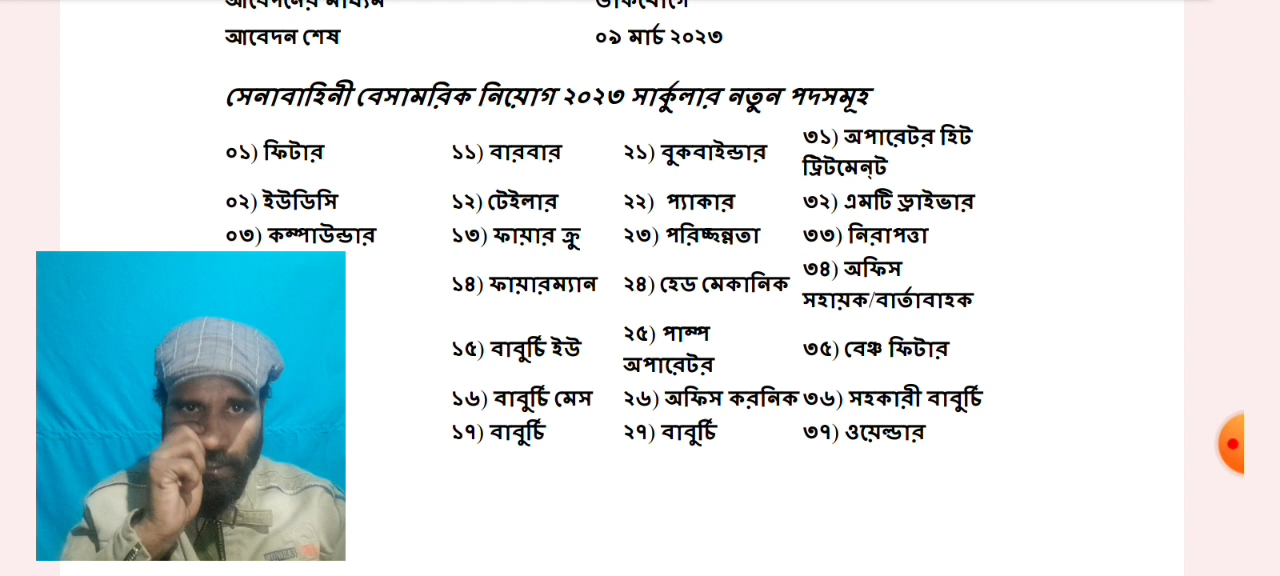 আবেদন শেষ ০৯ মার্চ ২০২৩
সেনাবাহিনী বেসামরিক নিয়োগ ২০২৩ সার্কুলার নতুন পদসমূহ
০১) ফিটার ১১) বারবার ২১) বুকবাইন্ডার ৩১) অপারেটর হিট
ট্রিটমেন্ট
০২) ইউডিসি ১২) টেইলার ২২) প্যাকার ৩২) এমটি ড্রাইভার
০৩) কম্পাউন্ডার ১৩) ফায়ার ক্রু ২৩) পরিচ্ছন্নতা ৩৩) নিরাপত্তা
১৪) ফায়ারম্যান ২৪) হেড মেকানিক ৩৪) অফিস
সহায়ক/বার্তাবাহক
১৫) বাবুর্চি ইউ ২৫) পাম্প
অপারেটর ৩৫) বেঞ্চ ফিটার
১৬) বাবুর্চি মেস ২৬) অফিস করনিক ৩৬) সহকারী বাবুর্চি
১৭) বাবুর্চি ২৭) বাবুর্চি ৩৭) ওয়েল্ডার